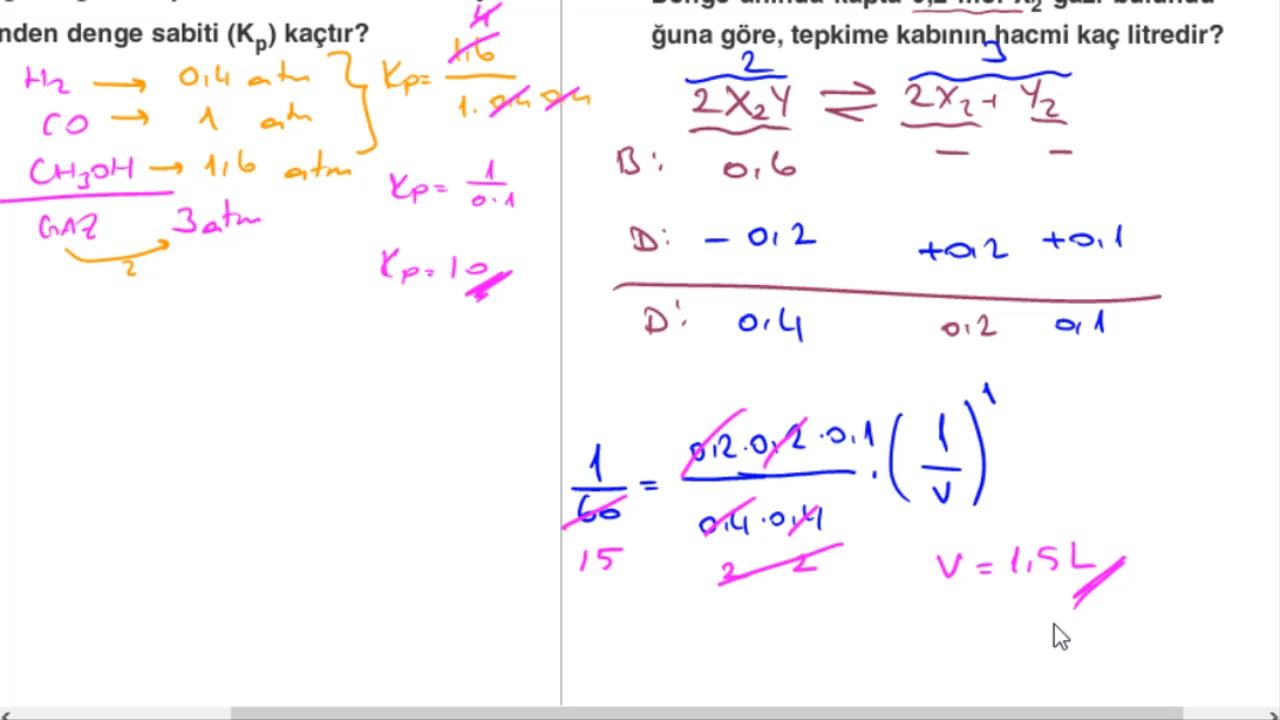 nden denge sabiti (Kp) kaçtır?
H2 → 0,4 atm
CO → 1 atm
CH3OH → 1,6 atm
GAZ 3 atm
2
4
Kp= 1,6
1. 0,4 0,4
Kp= 1
0.1
Kp= 10
ğuna göre, tepkime kabının hacmi kaç litredir?
2 3
2X2Y ⇌ 2X2 + Y2
B: 0,6 — —
D: - 0,2 +0,2 +0,1
D: 0,4 0,2 0,1
1 = 0,2 . 0,2 . 0,1 . ( 1 )1
60 0,4 . 0,4 v
15 2 2 V = 1,5 L